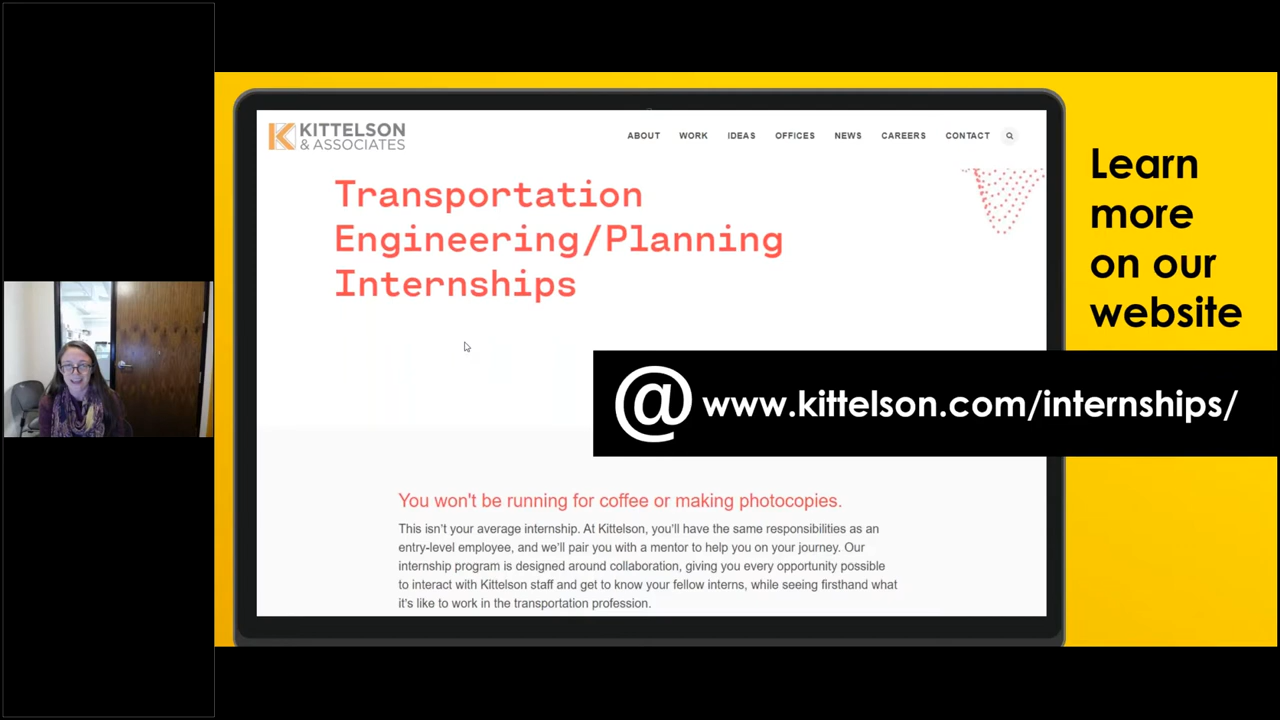 KITTELSON
& ASSOCIATES
ABOUT WORK IDEAS OFFICES NEWS CAREERS CONTACT
Transportation
Engineering/Planning
Internships
You won't be running for coffee or making photocopies.
This isn't your average internship. At Kittelson, you'll have the same responsibilities as an
entry-level employee, and we'll pair you with a mentor to help you on your journey. Our
internship program is designed around collaboration, giving you every opportunity possible
to interact with Kittelson staff and get to know your fellow interns, while seeing firsthand what
it's like to work in the transportation profession.
Learn
more
on our
website
@ www.kittelson.com/internships/